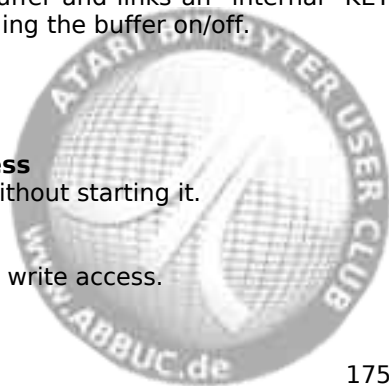 uffer and links an "internal" KEY
ing the buffer on/off.
ess
ithout starting it.
write access.
ATARI BIT BYTER USER CLUB
www.ABBUC.de
175